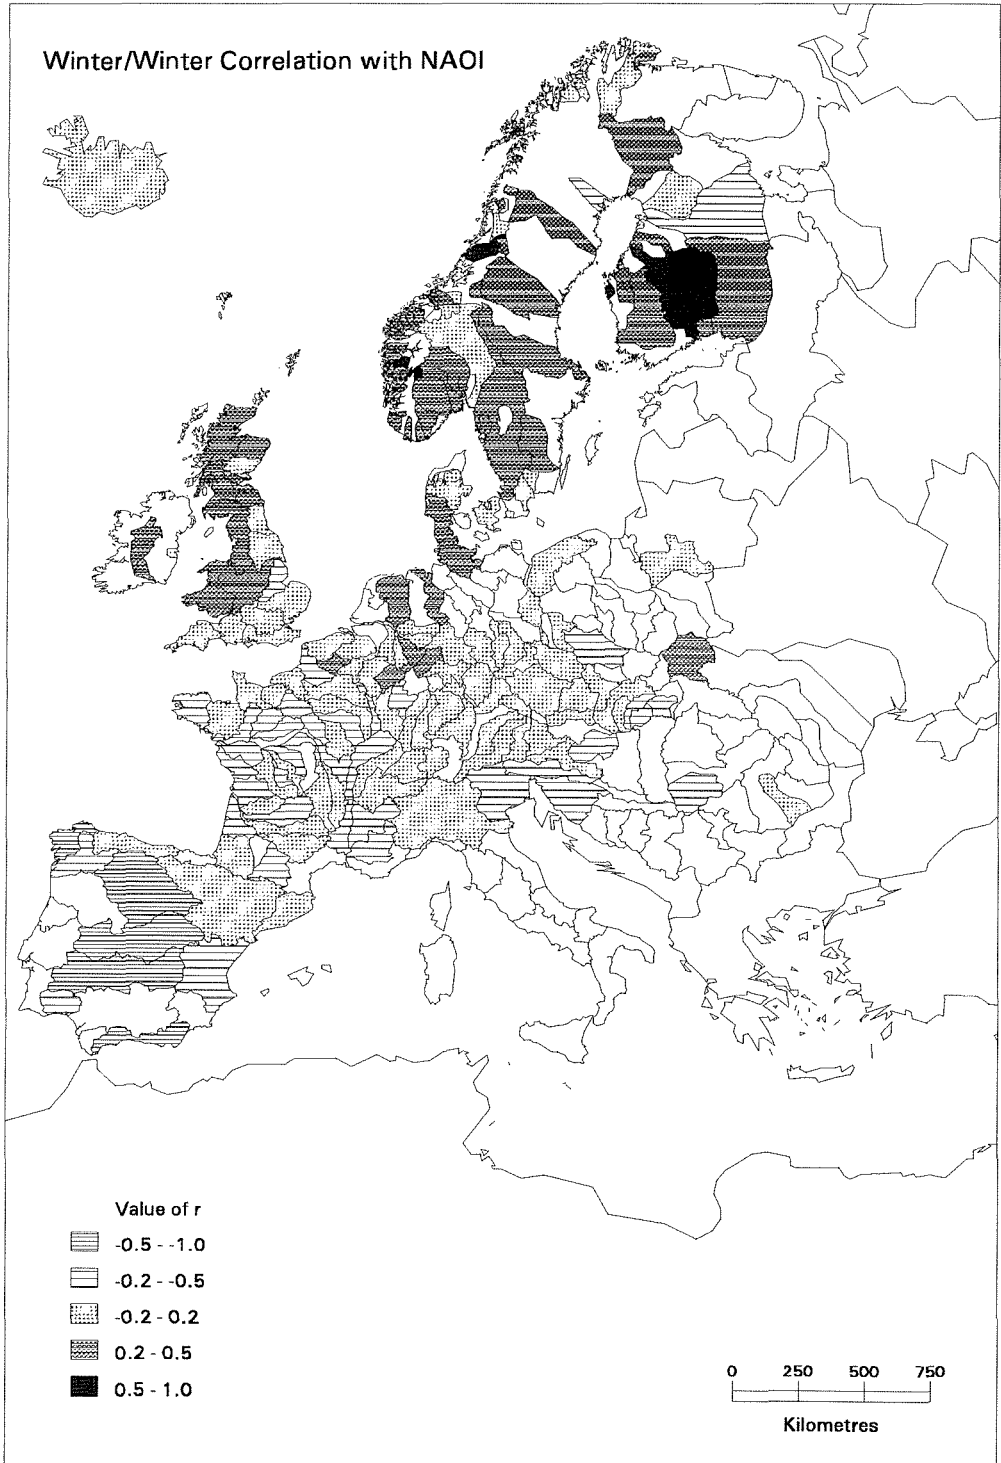 Winter/Winter Correlation with NAOI
Value of r
-0.5 - -1.0
-0.2 - -0.5
-0.2 - 0.2
0.2 - 0.5
0.5 - 1.0
0 250 500 750
Kilometres